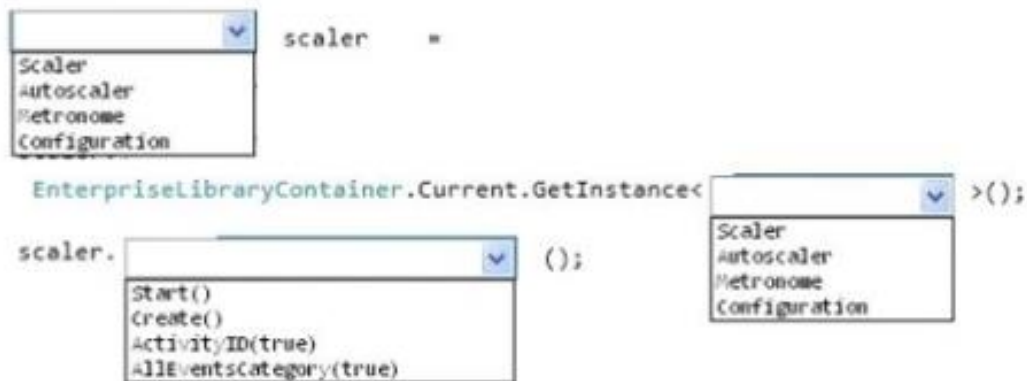 scaler =
Scaler
Autoscaler
Metronome
Configuration
EnterpriseLibraryContainer.Current.GetInstance< >();
Scaler
Autoscaler
Metronome
Configuration
scaler. ();
Start()
Create()
ActivityID(true)
AllEventsCategory(true)